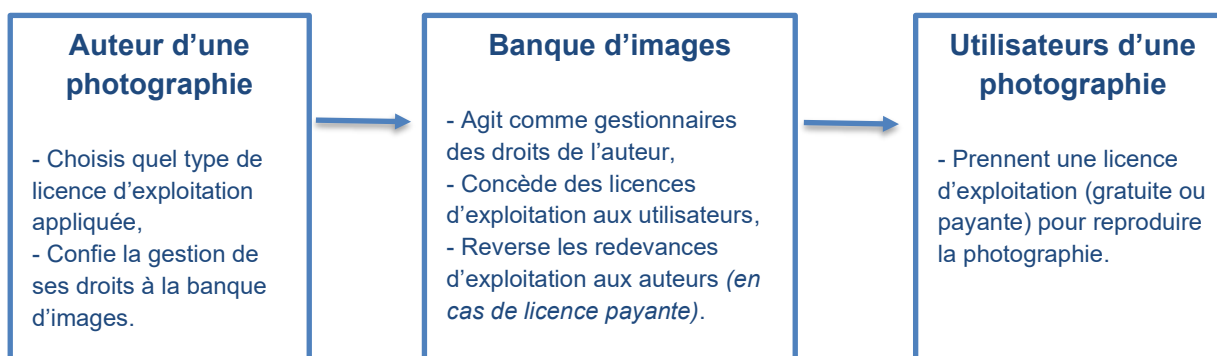 Auteur d’une
photographie
- Choisis quel type de
licence d’exploitation
appliquée,
- Confie la gestion de
ses droits à la banque
d’images.
Banque d’images
- Agit comme gestionnaires
des droits de l’auteur,
- Concède des licences
d’exploitation aux utilisateurs,
- Reverse les redevances
d’exploitation aux auteurs (en
cas de licence payante).
Utilisateurs d’une
photographie
- Prennent une licence
d’exploitation (gratuite ou
payante) pour reproduire
la photographie.